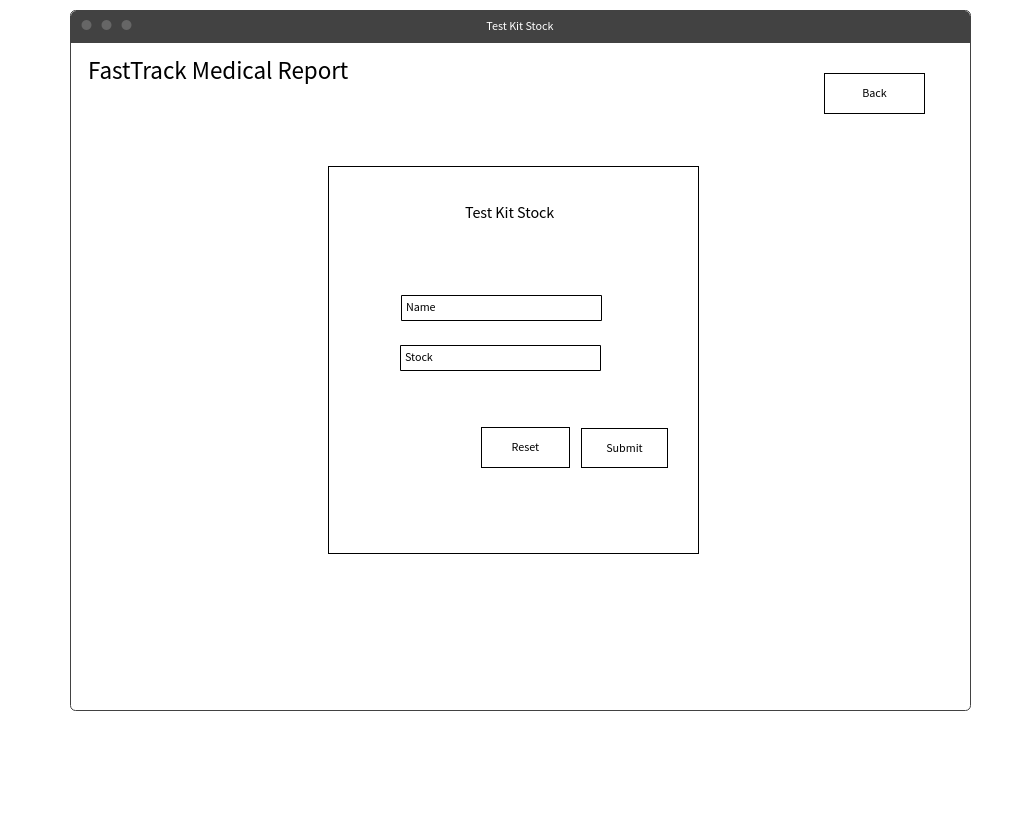 Test Kit Stock
FastTrack Medical Report
Back
Test Kit Stock
Name
Stock
Reset
Submit